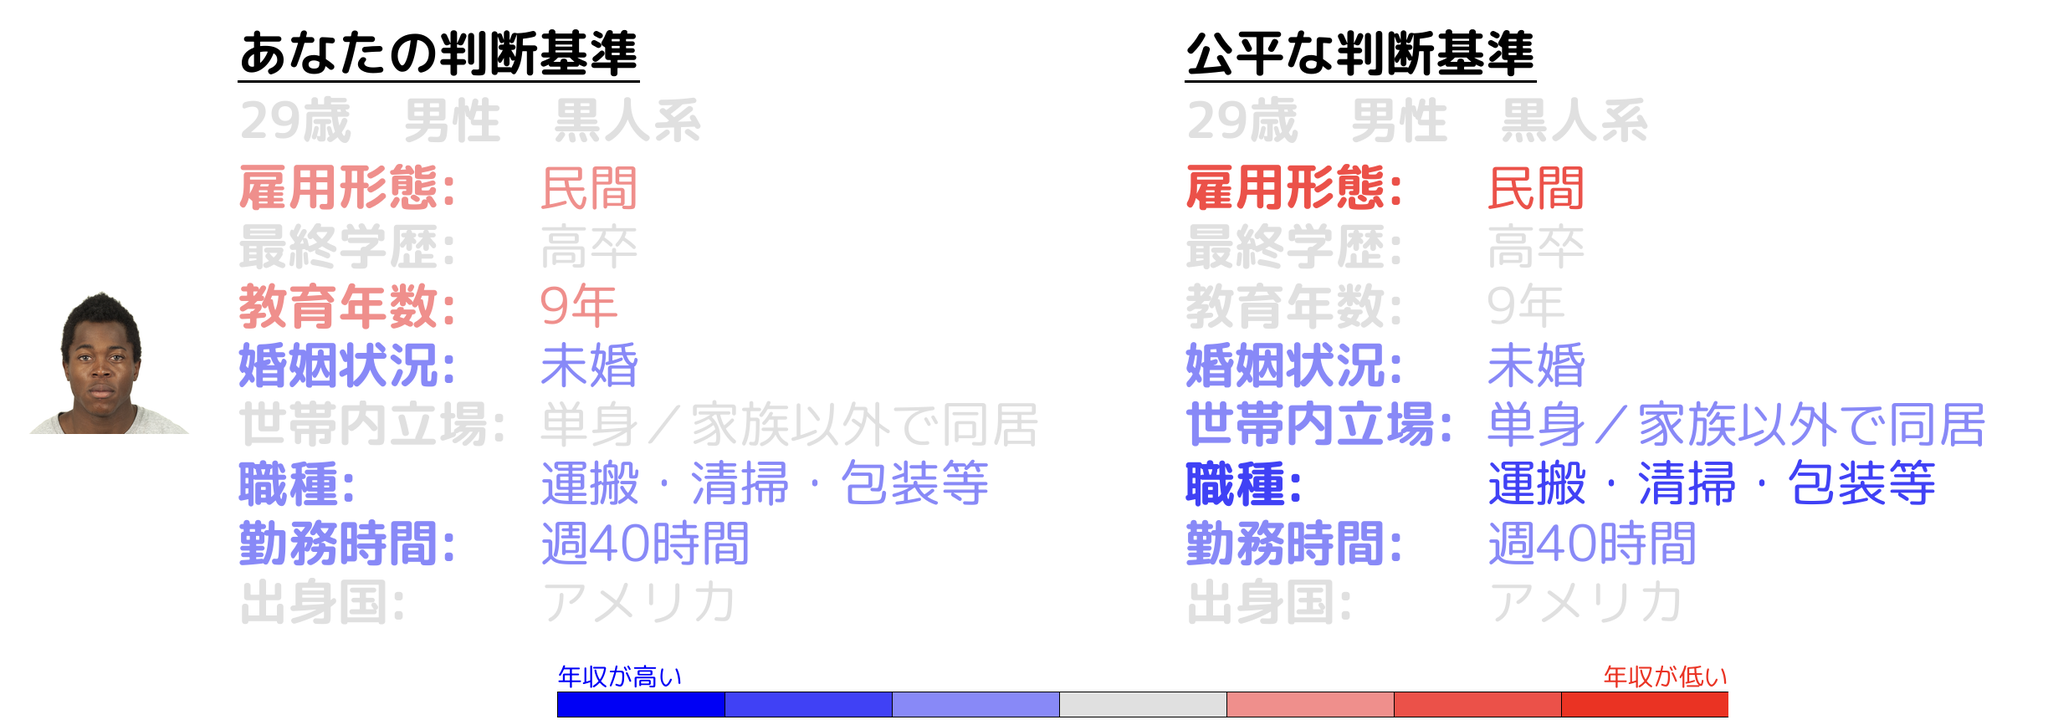 あなたの判断基準
29歳 男性 黒人系
雇用形態: 民間
最終学歴: 高卒
教育年数: 9年
婚姻状況: 未婚
世帯内立場: 単身／家族以外で同居
職種: 運搬・清掃・包装等
勤務時間: 週40時間
出身国: アメリカ
公平な判断基準
29歳 男性 黒人系
雇用形態: 民間
最終学歴: 高卒
教育年数: 9年
婚姻状況: 未婚
世帯内立場: 単身／家族以外で同居
職種: 運搬・清掃・包装等
勤務時間: 週40時間
出身国: アメリカ
年収が高い
年収が低い